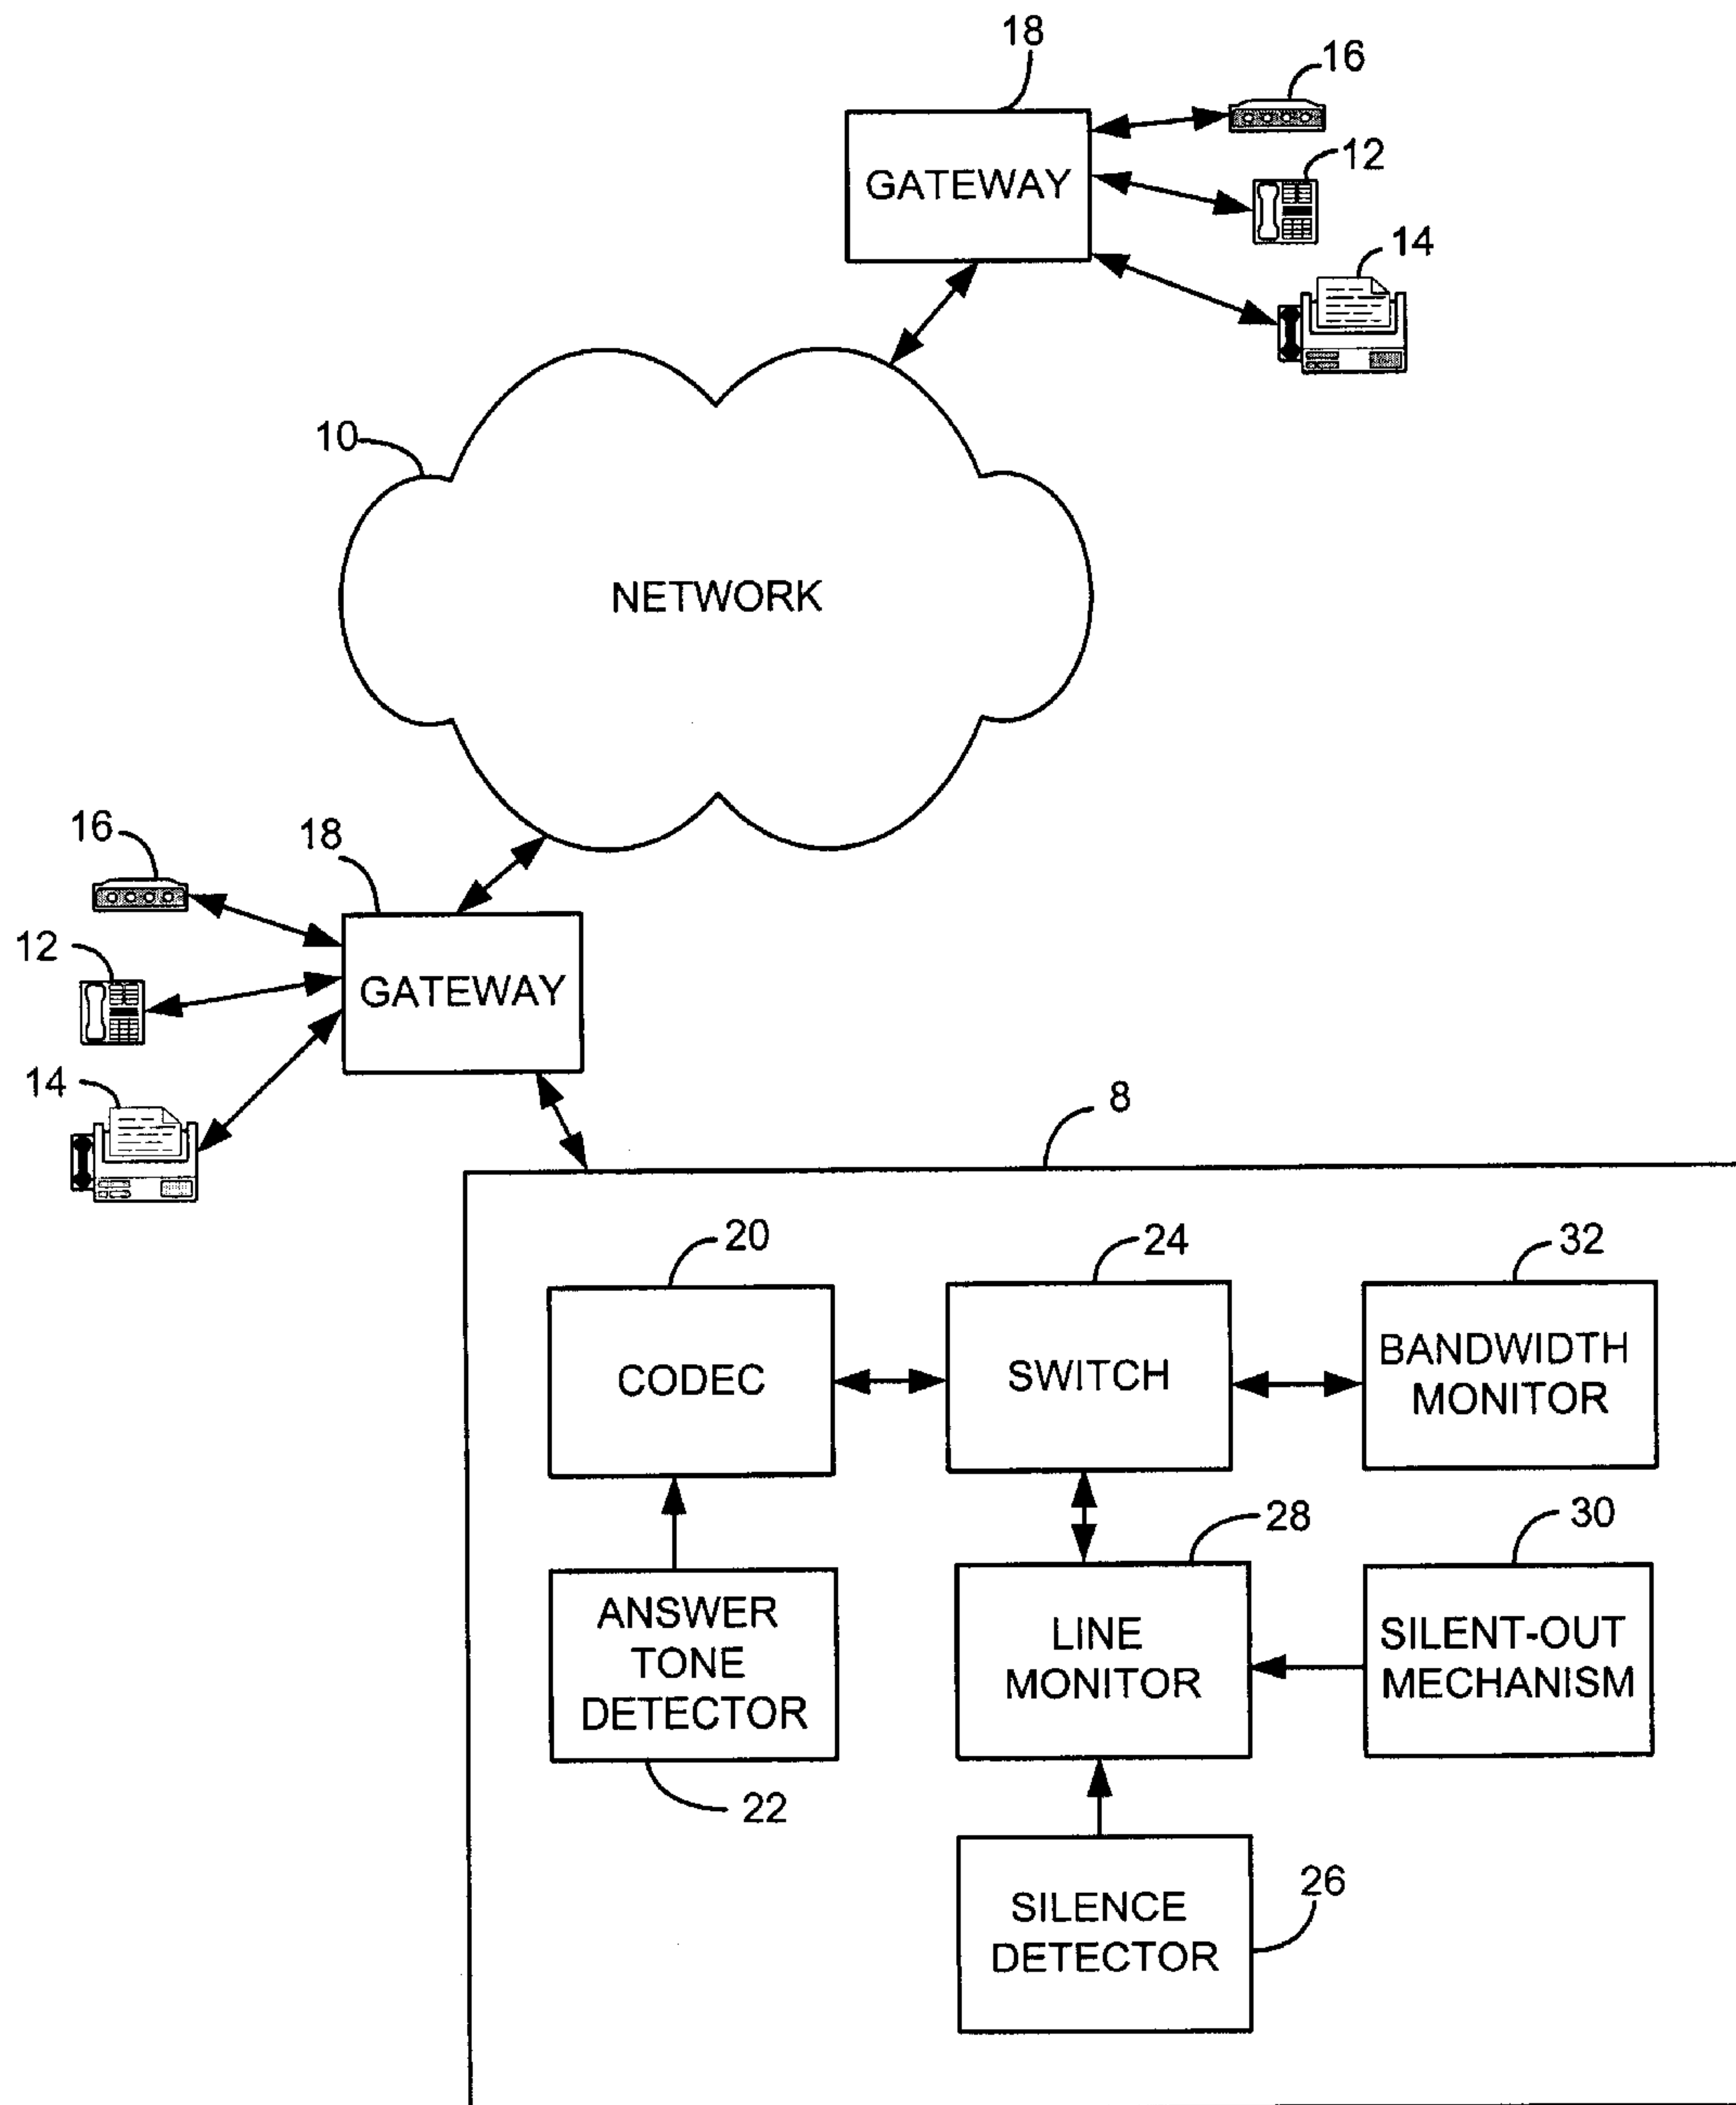 18
16
GATEWAY
12
14
10
NETWORK
16
18
12
GATEWAY
14
8
20
24
32
CODEC
SWITCH
BANDWIDTH
MONITOR
28
30
ANSWER
TONE
DETECTOR
LINE
MONITOR
SILENT-OUT
MECHANISM
22
26
SILENCE
DETECTOR